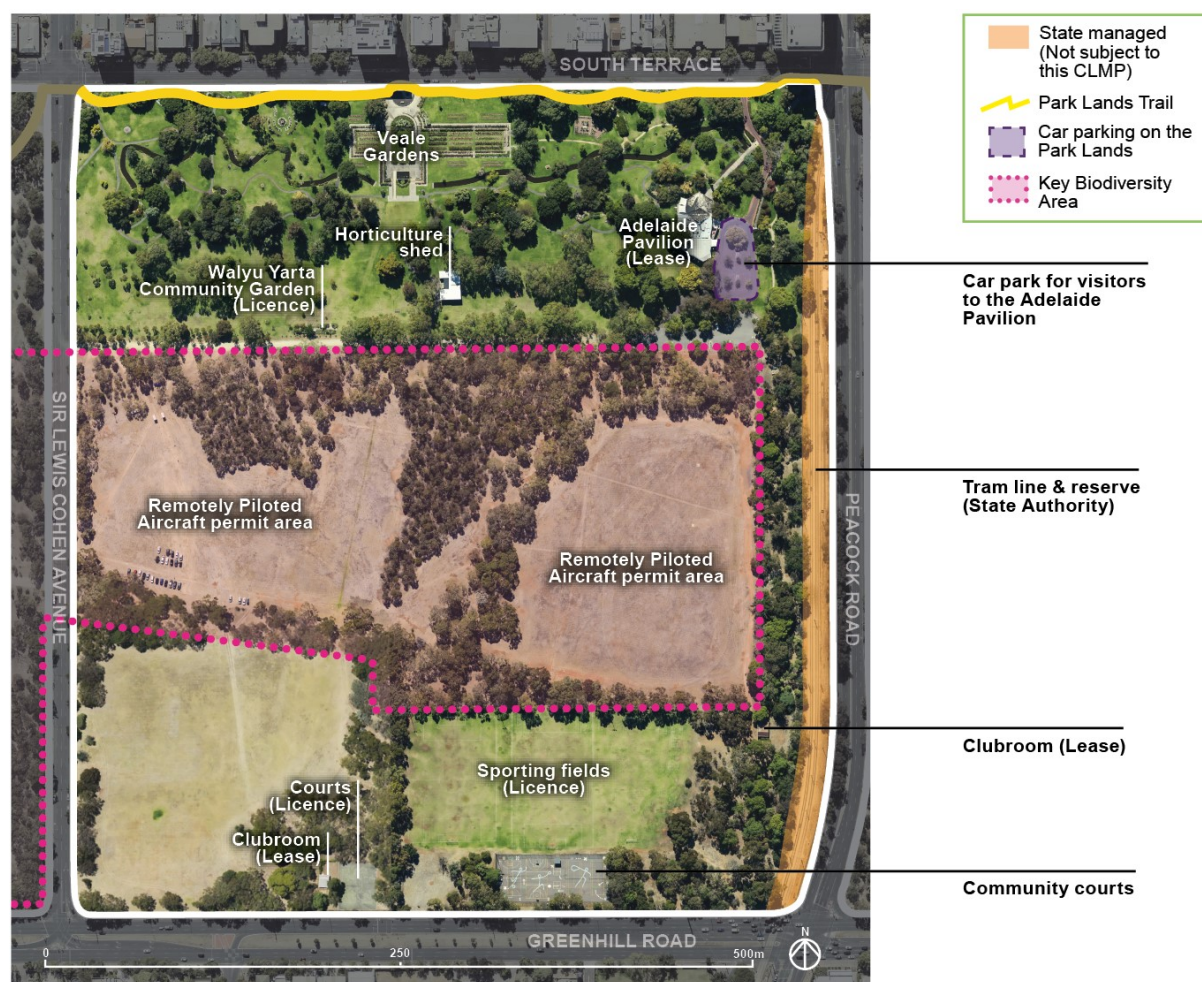 SOUTH TERRACE
Veale
Gardens
Adelaide
Pavilion
(Lease)
Horticulture
shed
Walyu Yarta
Community Garden
(Licence)
SIR LEWIS COHEN AVENUE
Remotely Piloted
Aircraft permit area
Remotely Piloted
Aircraft permit area
PEACOCK ROAD
Sporting fields
(Licence)
Courts
(Licence)
Clubroom
(Lease)
GREENHILL ROAD
0
250
500m
N
State managed
(Not subject to
this CLMP)
Park Lands Trail
Car parking on the
Park Lands
Key Biodiversity
Area
Car park for visitors
to the Adelaide
Pavilion
Tram line & reserve
(State Authority)
Clubroom (Lease)
Community courts